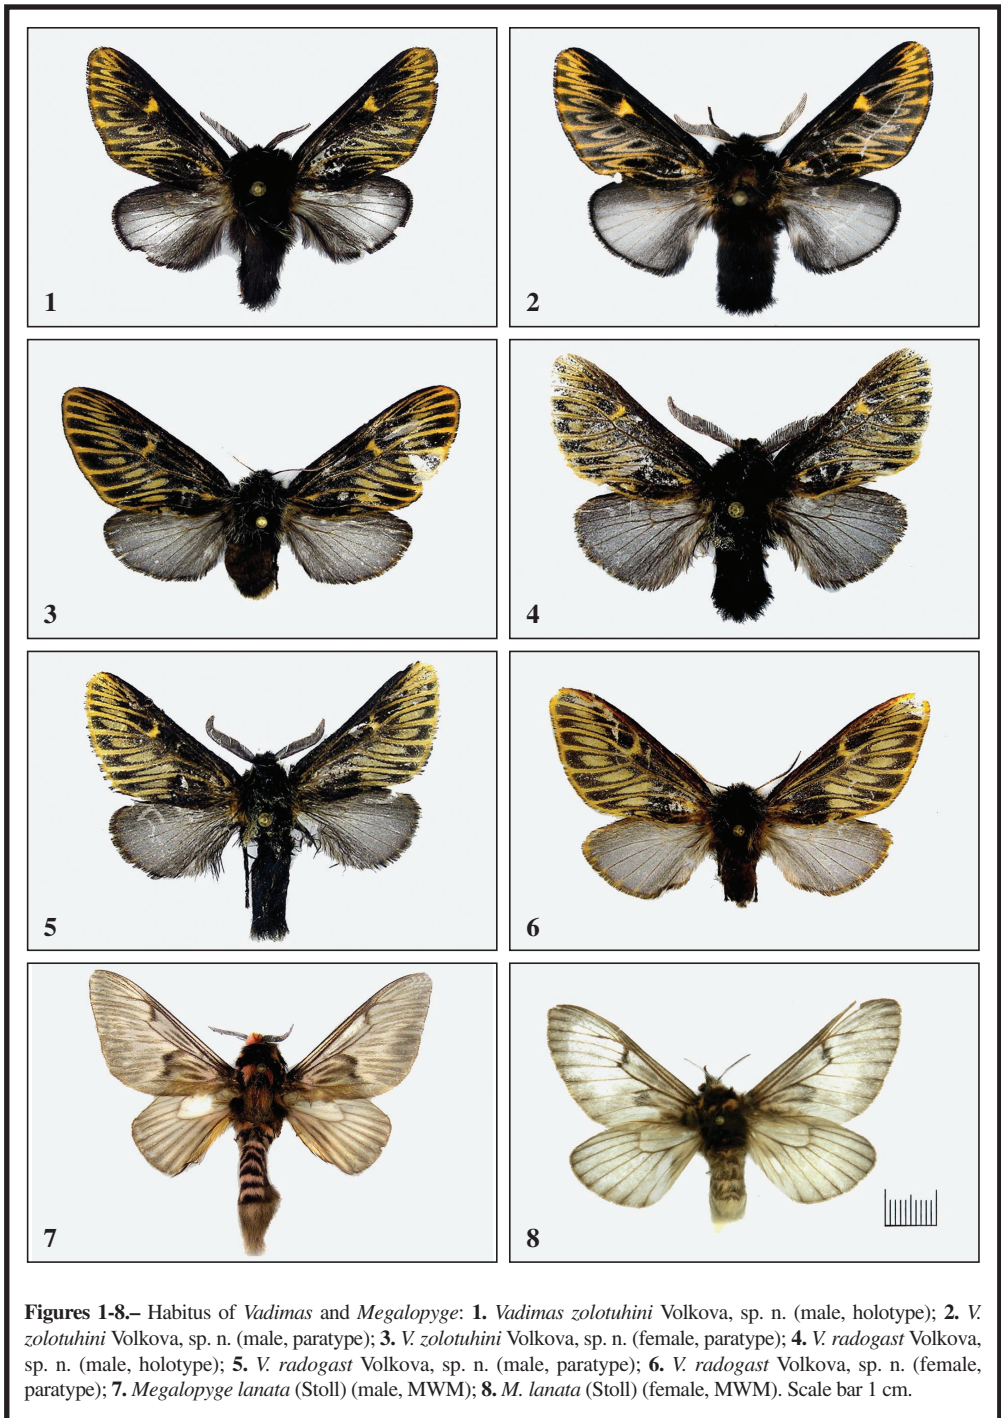 1
2
3
4
5
6
7
8
Figures 1-8.– Habitus of Vadimas and Megalopyge: 1. Vadimas zolotuhini Volkova, sp. n. (male, holotype); 2. V.
zolotuhini Volkova, sp. n. (male, paratype); 3. V. zolotuhini Volkova, sp. n. (female, paratype); 4. V. radogast Volkova,
sp. n. (male, holotype); 5. V. radogast Volkova, sp. n. (male, paratype); 6. V. radogast Volkova, sp. n. (female,
paratype); 7. Megalopyge lanata (Stoll) (male, MWM); 8. M. lanata (Stoll) (female, MWM). Scale bar 1 cm.